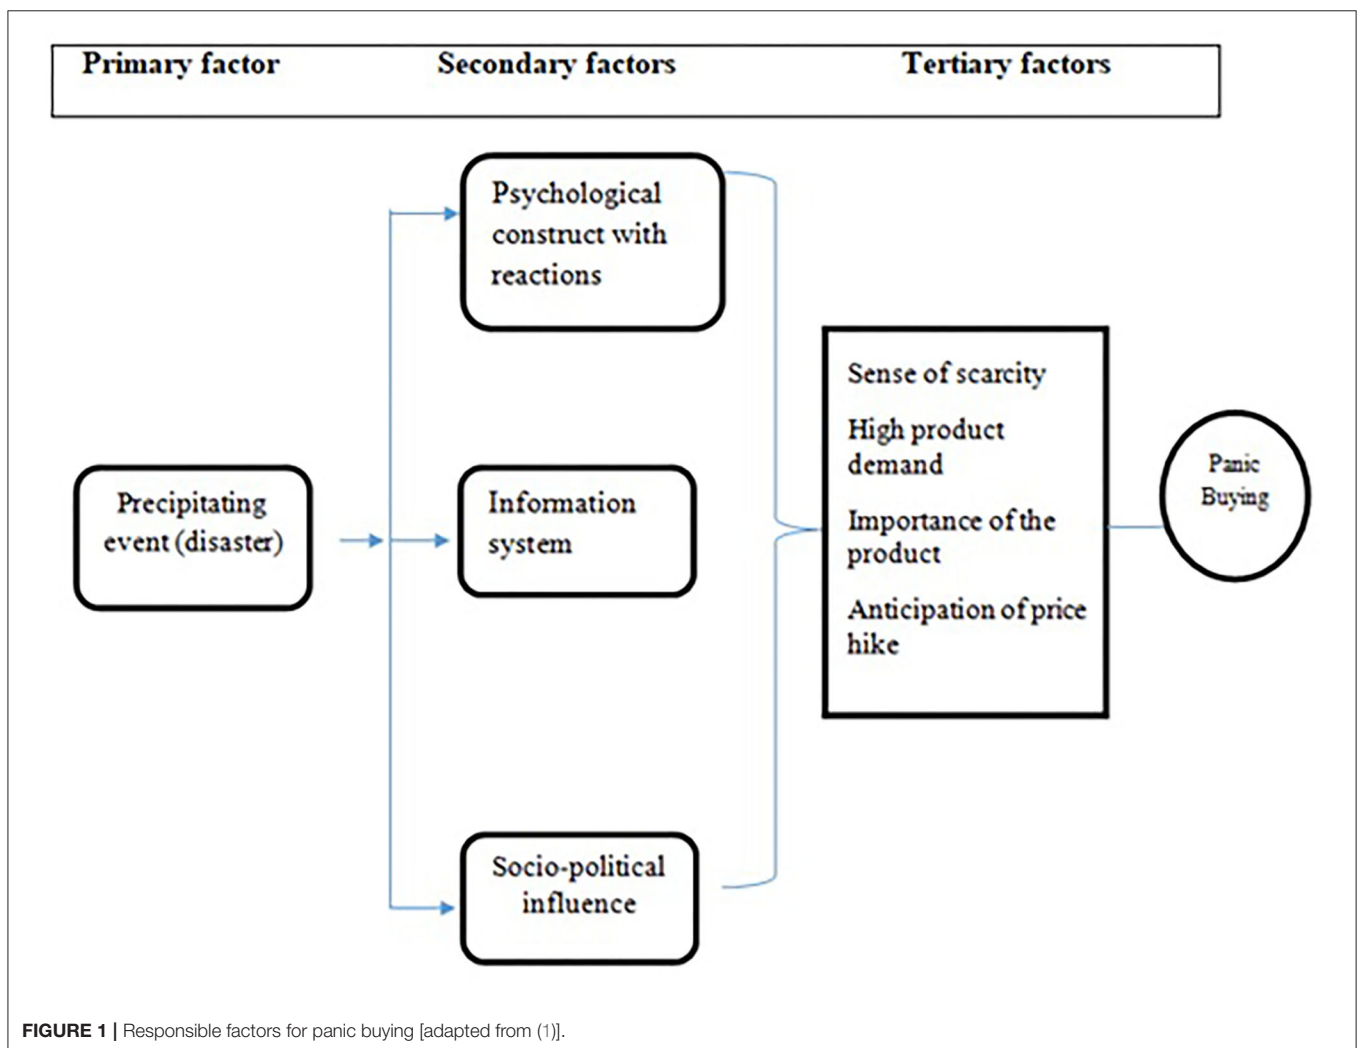 Primary factor
Secondary factors
Tertiary factors
Psychological
construct with
reactions
Precipitating
event (disaster)
Information
system
Socio-political
influence
Sense of scarcity
High product
demand
Importance of the
product
Anticipation of price
hike
Panic
Buying
FIGURE 1 | Responsible factors for panic buying [adapted from (1)].